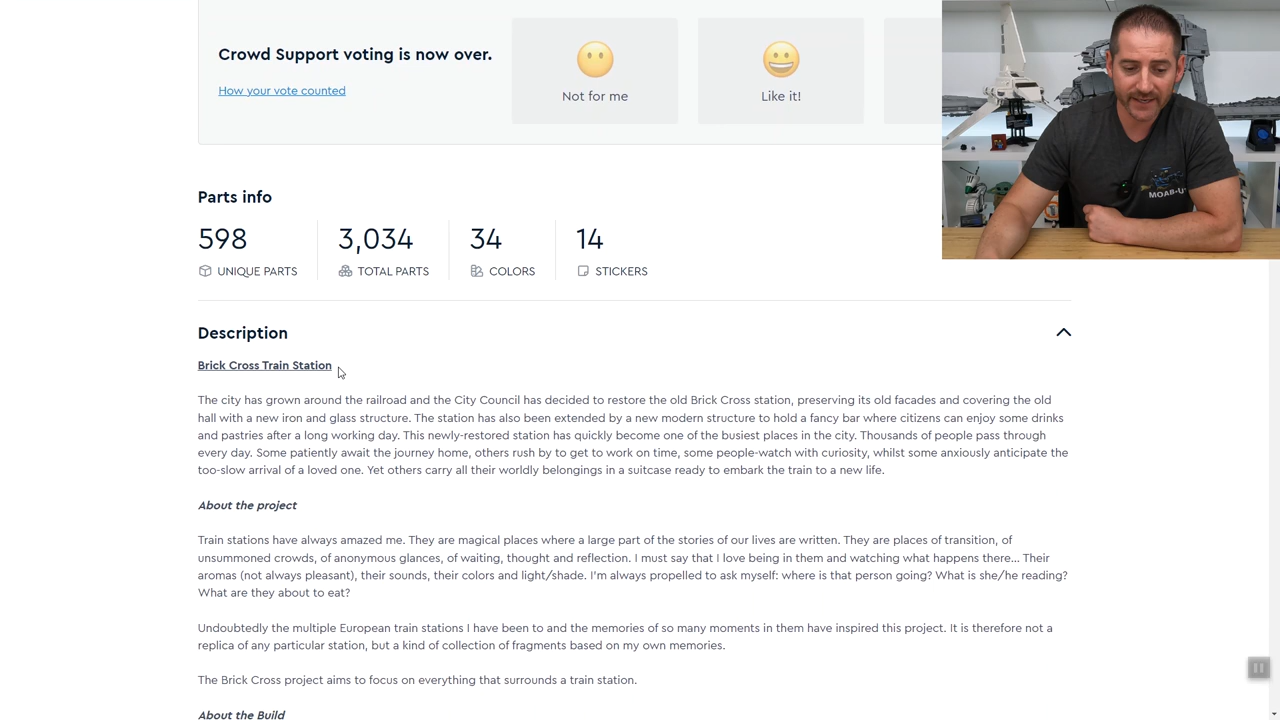 Crowd Support voting is now over.
How your vote counted
Not for me
Like it!
MOAB-U
Parts info
598
3,034
34
14
UNIQUE PARTS
TOTAL PARTS
COLORS
STICKERS
Description
Brick Cross Train Station
The city has grown around the railroad and the City Council has decided to restore the old Brick Cross station, preserving its old facades and covering the old
hall with a new iron and glass structure. The station has also been extended by a new modern structure to hold a fancy bar where citizens can enjoy some drinks
and pastries after a long working day. This newly-restored station has quickly become one of the busiest places in the city. Thousands of people pass through
every day. Some patiently await the journey home, others rush by to get to work on time, some people-watch with curiosity, whilst some anxiously anticipate the
too-slow arrival of a loved one. Yet others carry all their worldly belongings in a suitcase ready to embark the train to a new life.
About the project
Train stations have always amazed me. They are magical places where a large part of the stories of our lives are written. They are places of transition, of
unsummoned crowds, of anonymous glances, of waiting, thought and reflection. I must say that I love being in them and watching what happens there... Their
aromas (not always pleasant), their sounds, their colors and light/shade. I'm always propelled to ask myself: where is that person going? What is she/he reading?
What are they about to eat?
Undoubtedly the multiple European train stations I have been to and the memories of so many moments in them have inspired this project. It is therefore not a
replica of any particular station, but a kind of collection of fragments based on my own memories.
The Brick Cross project aims to focus on everything that surrounds a train station.
About the Build